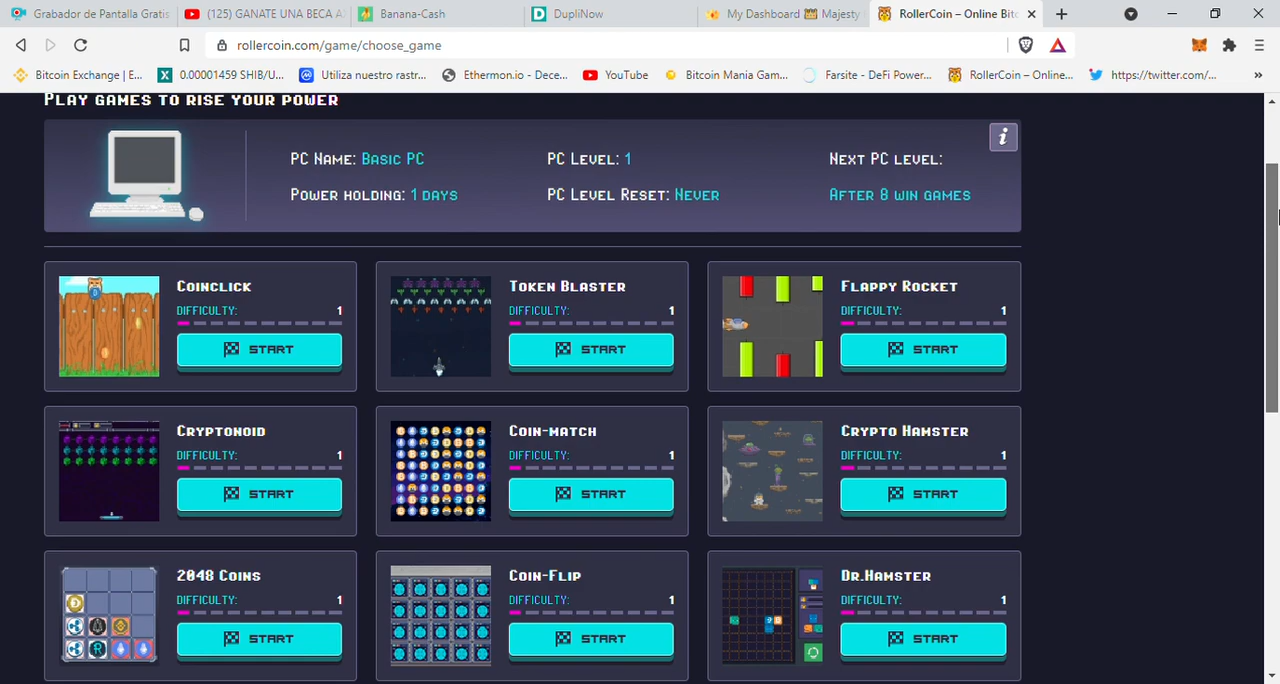 Grabador de Pantalla Gratis
(125) GANATE UNA BECA A
Banana-Cash
DupliNow
My Dashboard 👑 Majesty
RollerCoin – Online Bitc
rollercoin.com/game/choose_game
Bitcoin Exchange | E...
0.00001459 SHIB/U...
Utiliza nuestro rastr...
Ethermon.io - Dece...
YouTube
Bitcoin Mania Gam...
Farsite - DeFi Power...
RollerCoin – Online...
https://twitter.com/...
»
Play games to rise your power
PC Name: Basic PC
PC Level: 1
Next PC level:
Power holding: 1 days
PC Level Reset: Never
After 8 win games
i
Coinclick
Difficulty: 1
START
Token Blaster
Difficulty: 1
START
Flappy Rocket
Difficulty: 1
START
Cryptonoid
Difficulty: 1
START
Coin-match
Difficulty: 1
START
Crypto Hamster
Difficulty: 1
START
2048 Coins
Difficulty: 1
START
Coin-Flip
Difficulty: 1
START
Dr.Hamster
Difficulty: 1
START